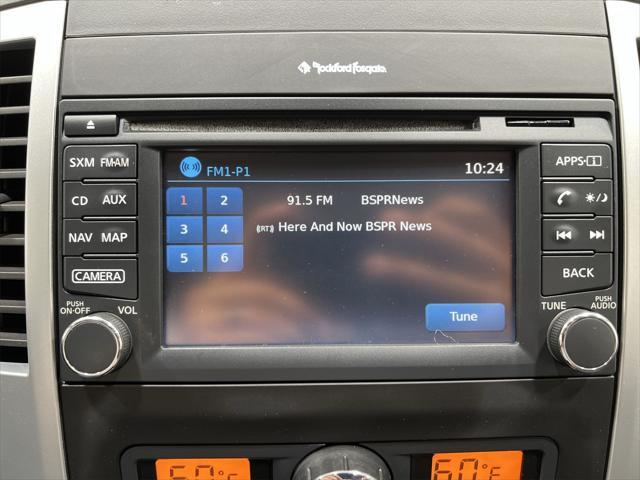 Rockford Fosgate
SXM FM·AM
CD AUX
NAV MAP
CAMERA
PUSH
ON·OFF VOL
FM1-P1 10:24
1 2 91.5 FM BSPRNews
3 4 ((RT)) Here And Now BSPR News
5 6
Tune
APPS·i
BACK
TUNE PUSH
AUDIO
60°F 60°F